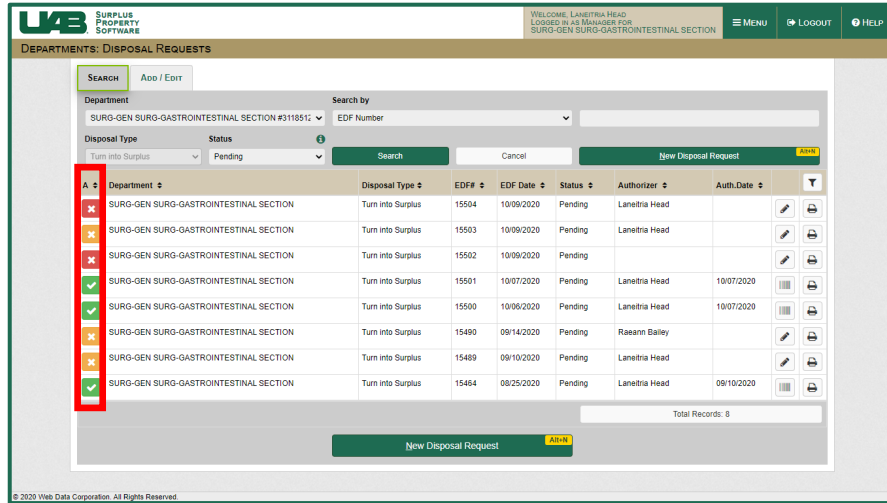 UAB SURPLUS PROPERTY SOFTWARE
WELCOME, LANEITRIA HEAD
LOGGED IN AS MANAGER FOR
SURG-GEN SURG-GASTROINTESTINAL SECTION
MENU LOGOUT HELP
DEPARTMENTS: DISPOSAL REQUESTS
SEARCH ADD / EDIT
Department Search by
SURG-GEN SURG-GASTROINTESTINAL SECTION #3118512 EDF Number
Disposal Type Status
Turn into Surplus Pending Search Cancel New Disposal Request Alt+N
A Department Disposal Type EDF# EDF Date Status Authorizer Auth.Date
SURG-GEN SURG-GASTROINTESTINAL SECTION Turn into Surplus 15504 10/09/2020 Pending Laneitria Head
SURG-GEN SURG-GASTROINTESTINAL SECTION Turn into Surplus 15503 10/09/2020 Pending Laneitria Head
SURG-GEN SURG-GASTROINTESTINAL SECTION Turn into Surplus 15502 10/09/2020 Pending
SURG-GEN SURG-GASTROINTESTINAL SECTION Turn into Surplus 15501 10/07/2020 Pending Laneitria Head 10/07/2020
SURG-GEN SURG-GASTROINTESTINAL SECTION Turn into Surplus 15500 10/06/2020 Pending Laneitria Head 10/07/2020
SURG-GEN SURG-GASTROINTESTINAL SECTION Turn into Surplus 15490 09/14/2020 Pending Raeann Bailey
SURG-GEN SURG-GASTROINTESTINAL SECTION Turn into Surplus 15489 09/10/2020 Pending Laneitria Head
SURG-GEN SURG-GASTROINTESTINAL SECTION Turn into Surplus 15464 08/25/2020 Pending Laneitria Head 09/10/2020
Total Records: 8
New Disposal Request Alt+N
© 2020 Web Data Corporation. All Rights Reserved.